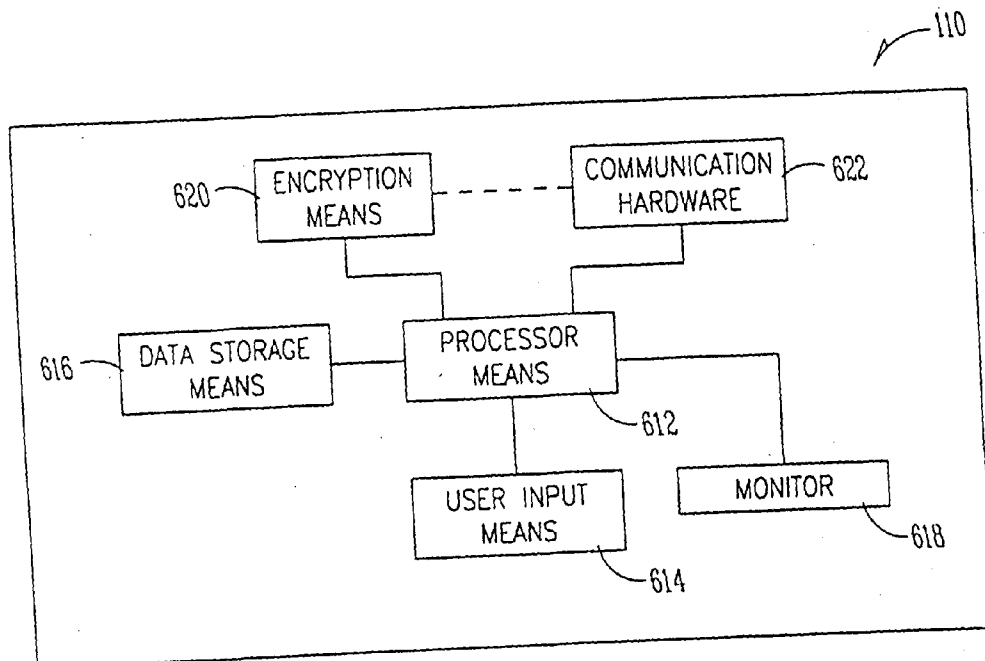 110
ENCRYPTION
MEANS
620
COMMUNICATION
HARDWARE
622
DATA STORAGE
MEANS
616
PROCESSOR
MEANS
612
USER INPUT
MEANS
614
MONITOR
618